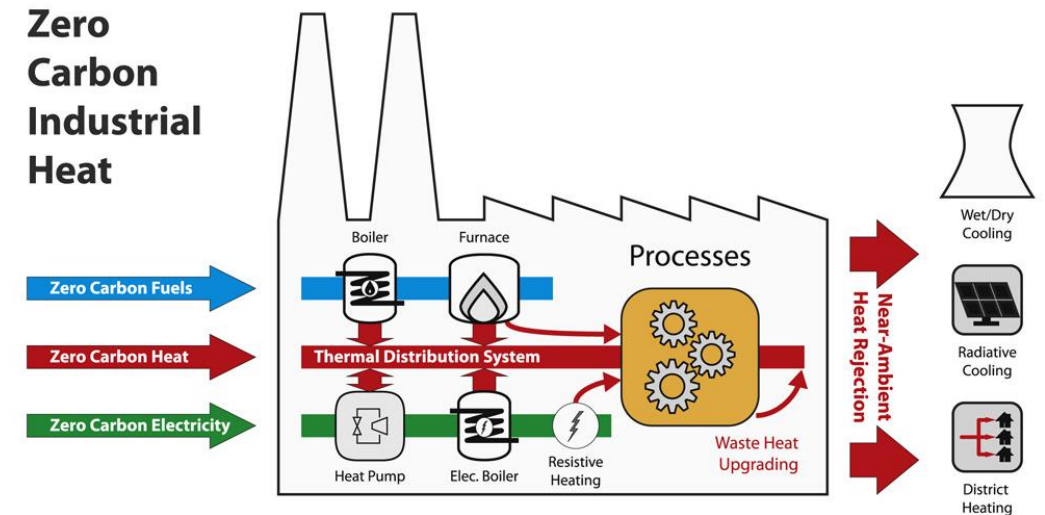 Zero
Carbon
Industrial
Heat
Boiler
Furnace
Processes
Zero Carbon Fuels
Zero Carbon Heat
Thermal Distribution System
Zero Carbon Electricity
Heat Pump
Elec. Boiler
Resistive
Heating
Waste Heat
Upgrading
Near-Ambient
Heat Rejection
Wet/Dry
Cooling
Radiative
Cooling
District
Heating